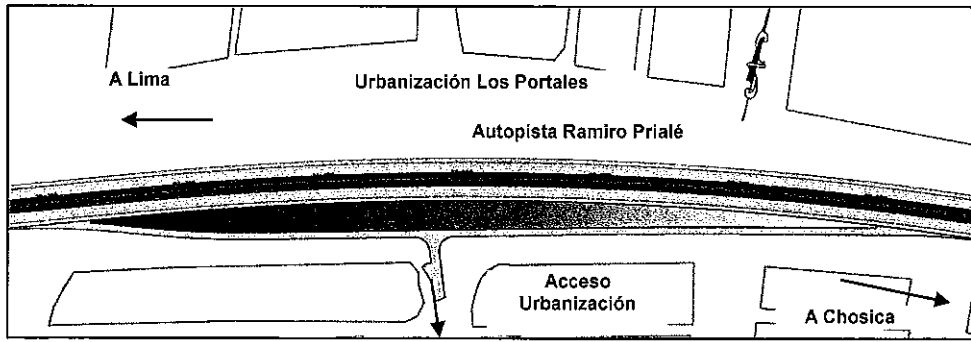 A Lima
Urbanización Los Portales
Autopista Ramiro Prialé
Acceso
Urbanización
A Chosica